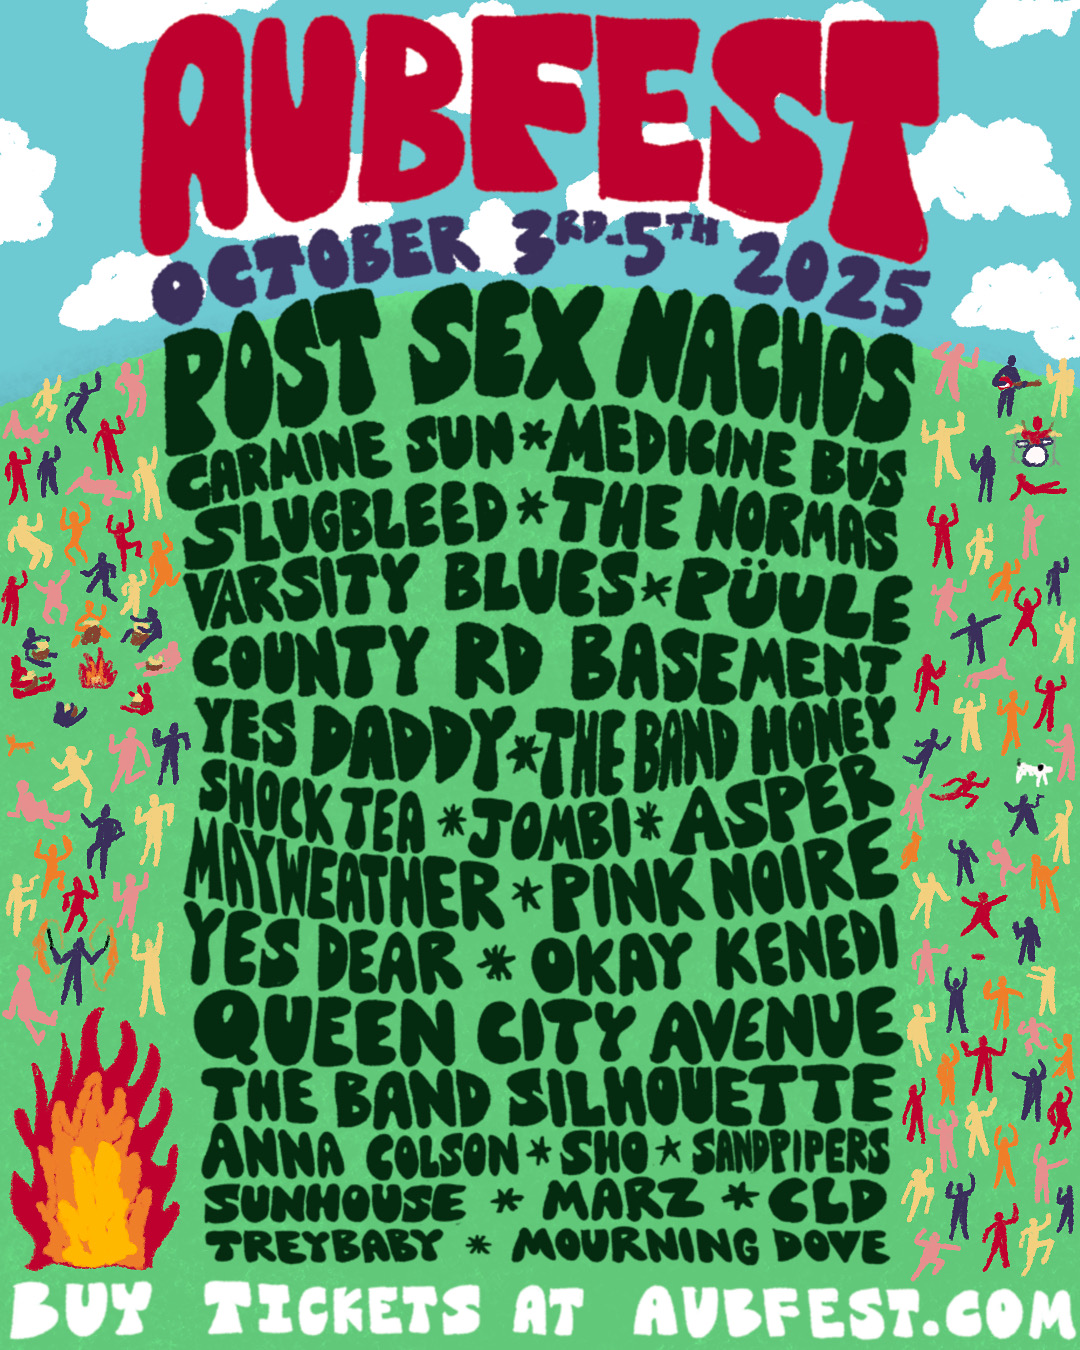 AUBFEST
OCTOBER 3RD-5TH 2025
POST SEX NACHOS
CARMINE SUN * MEDICINE BUS
SLUGBLEED * THE NORMAS
VARSITY BLUES * PÜULE
COUNTY RD BASEMENT
YES DADDY * THE BAND HONEY
SHOCK TEA * JOMBI * ASPER
MAYWEATHER * PINK NOIRE
YES DEAR * OKAY KENEDI
QUEEN CITY AVENUE
THE BAND SILHOUETTE
ANNA COLSON * SHO * SANDPIPERS
SUNHOUSE * MARZ * CLD
TREYBABY * MOURNING DOVE
BUY TICKETS AT AUBFEST.COM